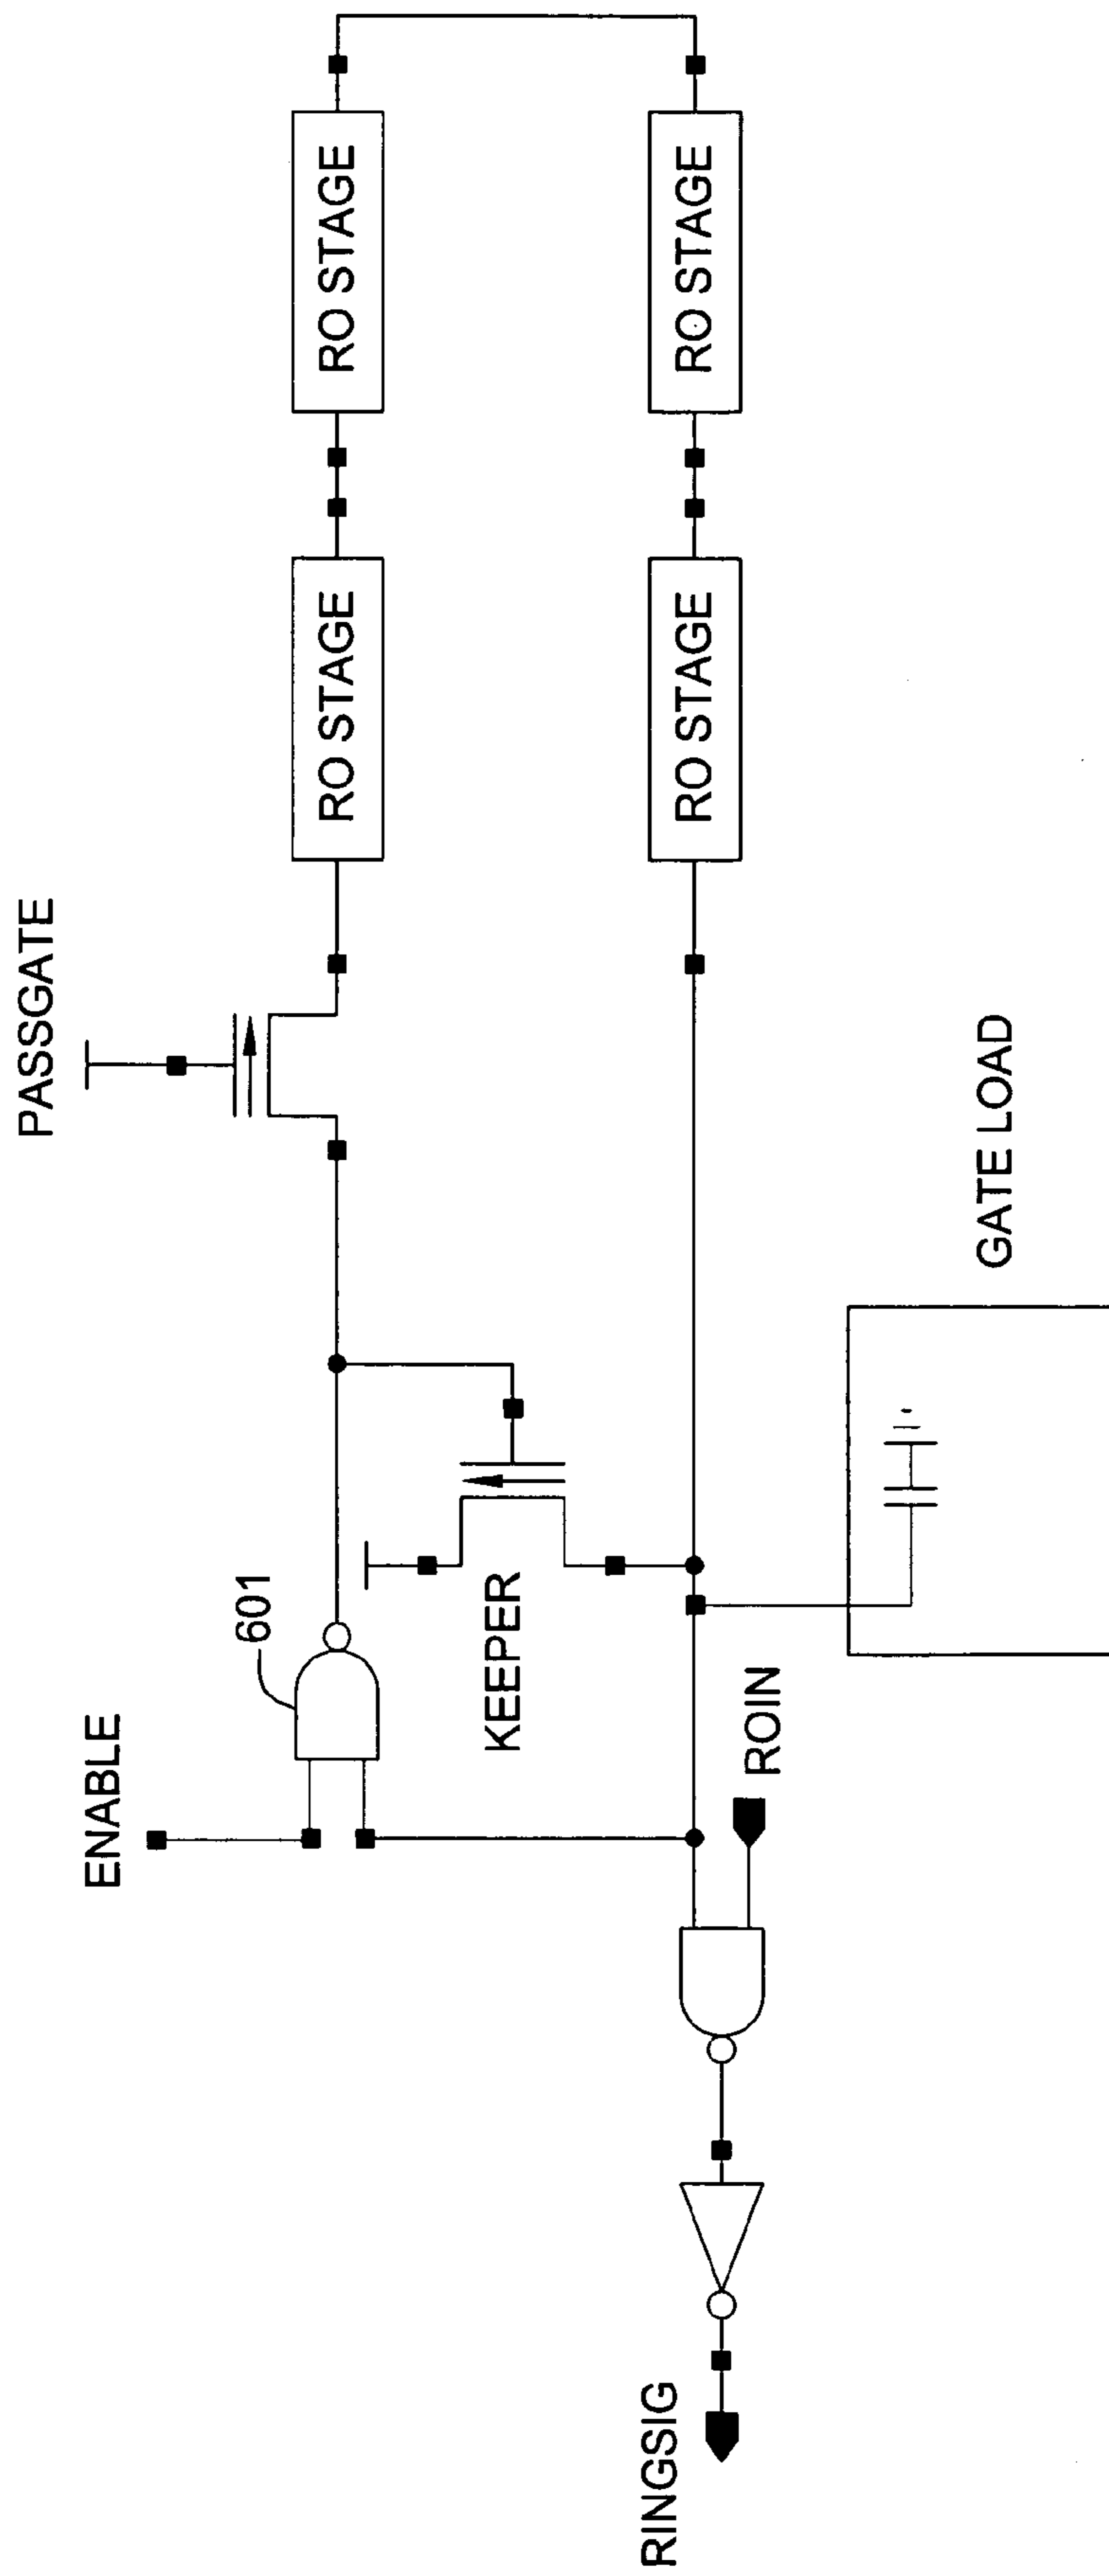 PASSGATE
RO STAGE
RO STAGE
RO STAGE
RO STAGE
ENABLE
601
KEEPER
GATE LOAD
ROIN
RINGSIG